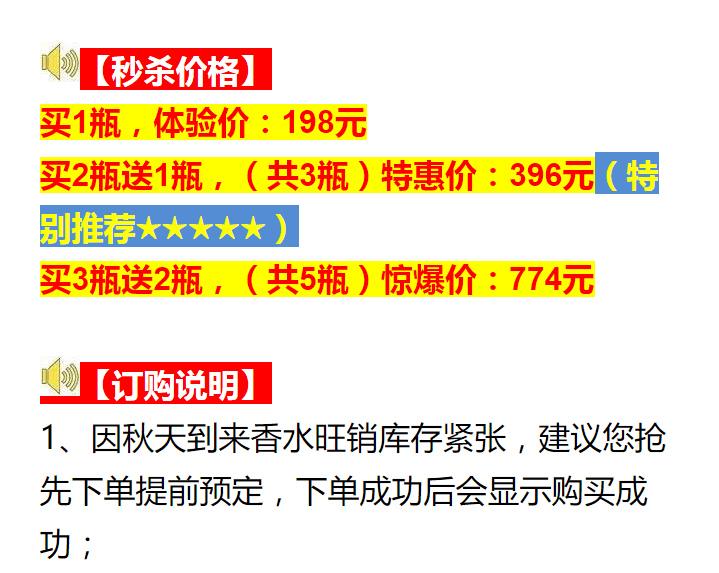 【秒杀价格】
买1瓶，体验价：198元
买2瓶送1瓶，（共3瓶）特惠价：396元（特
别推荐★★★★★）
买3瓶送2瓶，（共5瓶）惊爆价：774元
【订购说明】
1、因秋天到来香水旺销库存紧张，建议您抢
先下单提前预定，下单成功后会显示购买成
功；